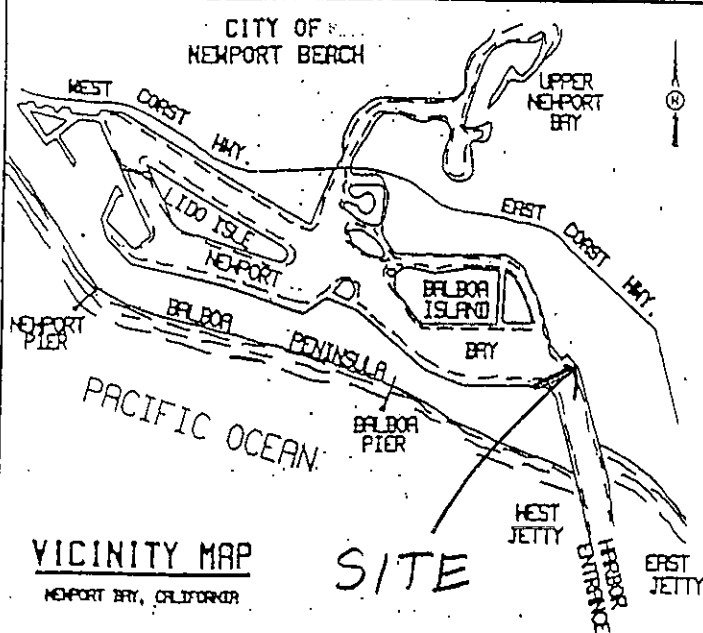 CITY OF
NEWPORT BEACH
WEST COAST HWY.
UPPER
NEWPORT
BAY
N
EAST COAST HWY.
LIDO ISLE
NEWPORT
BALBOA
ISLAND
BAY
BALBOA PENINSULA
NEWPORT
PIER
BALBOA
PIER
PACIFIC OCEAN
WEST
JETTY
HARBOR
ENTRANCE
EAST
JETTY
VICINITY MAP
NEWPORT BAY, CALIFORNIA
SITE